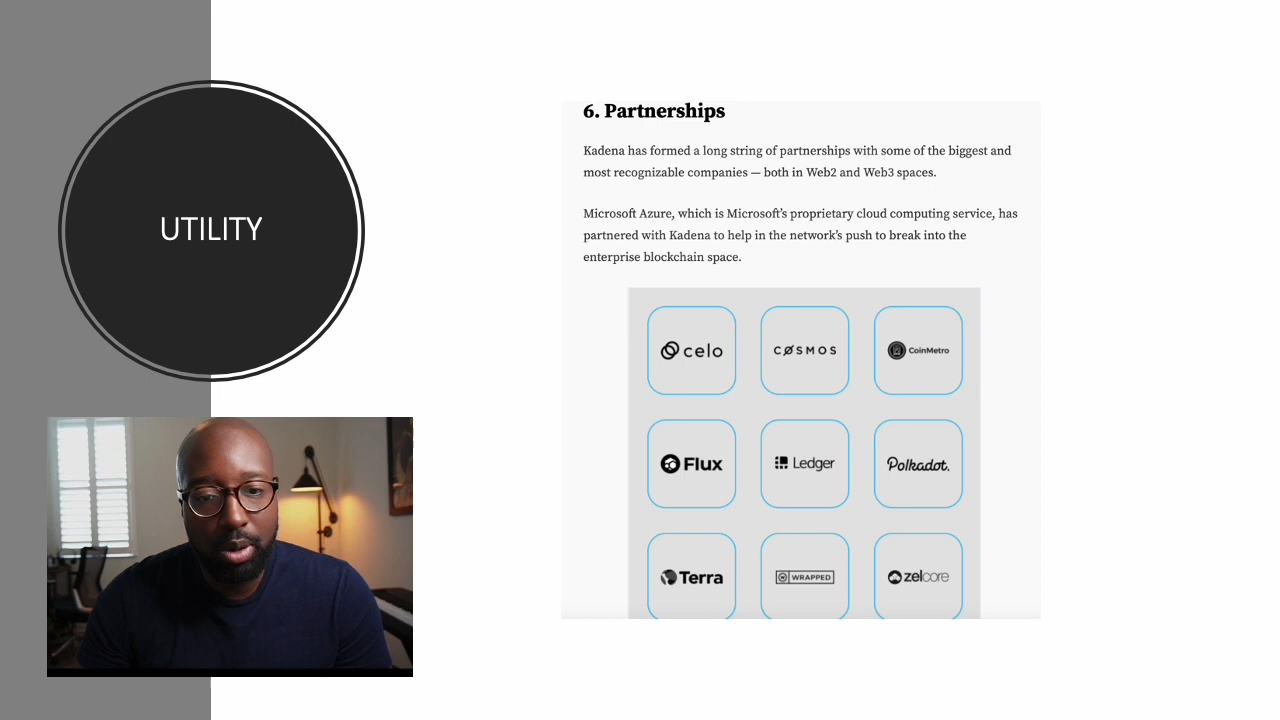 UTILITY
6. Partnerships
Kadena has formed a long string of partnerships with some of the biggest and
most recognizable companies — both in Web2 and Web3 spaces.
Microsoft Azure, which is Microsoft’s proprietary cloud computing service, has
partnered with Kadena to help in the network’s push to break into the
enterprise blockchain space.
celo
CØSMOS
CoinMetro
Flux
Ledger
Polkadot.
Terra
WRAPPED
zelcore